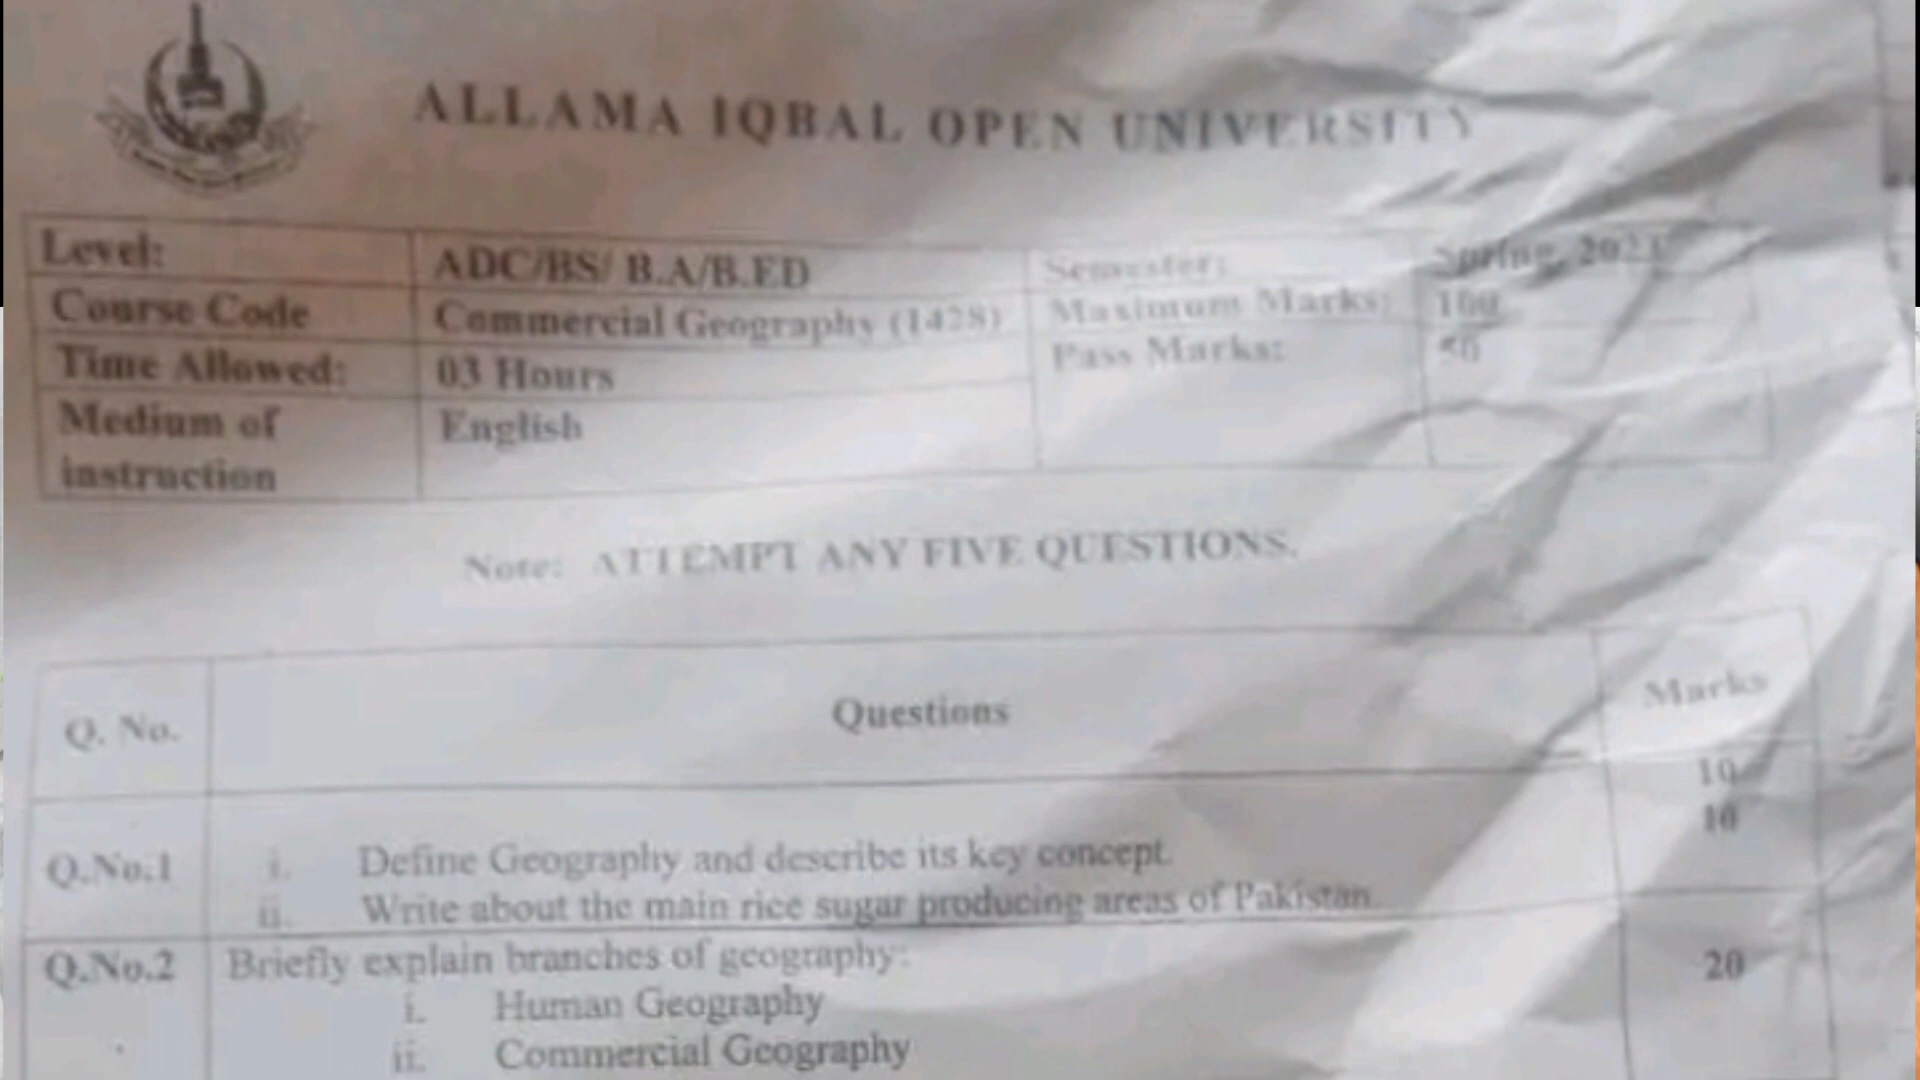 ALLAMA IQBAL OPEN UNIVERSITY
Level: ADC/BS/ B.A/B.ED Semester: Spring,
Course Code Commercial Geography (1428) Maximum Marks: 100
Time Allowed: 03 Hours Pass Marks: 50
Medium of instruction English
Note: ATTEMPT ANY FIVE QUESTIONS.
Q. No. Questions Marks
Q.No.1 i. Define Geography and describe its key concept. 10
ii. Write about the main rice sugar producing areas of Pakistan. 10
Q.No.2 Briefly explain branches of geography: 20
i. Human Geography
ii. Commercial Geography